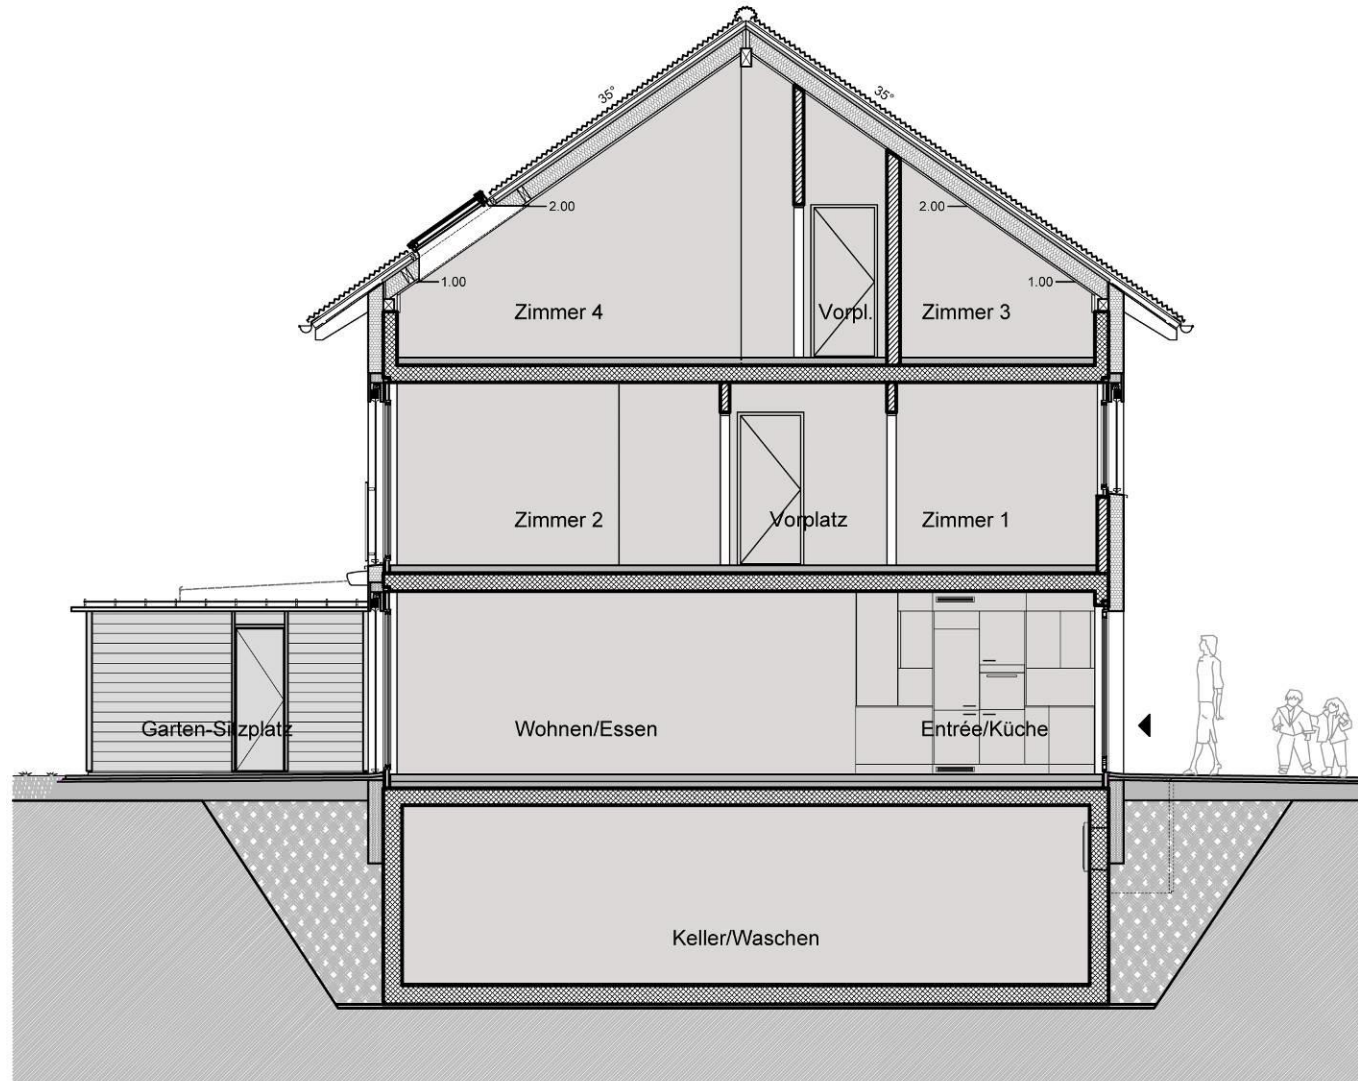 35°
35°
2.00
2.00
1.00
1.00
Zimmer 4
Vorpl.
Zimmer 3
Zimmer 2
Vorplatz
Zimmer 1
Garten-Sitzplatz
Wohnen/Essen
Entrée/Küche
Keller/Waschen